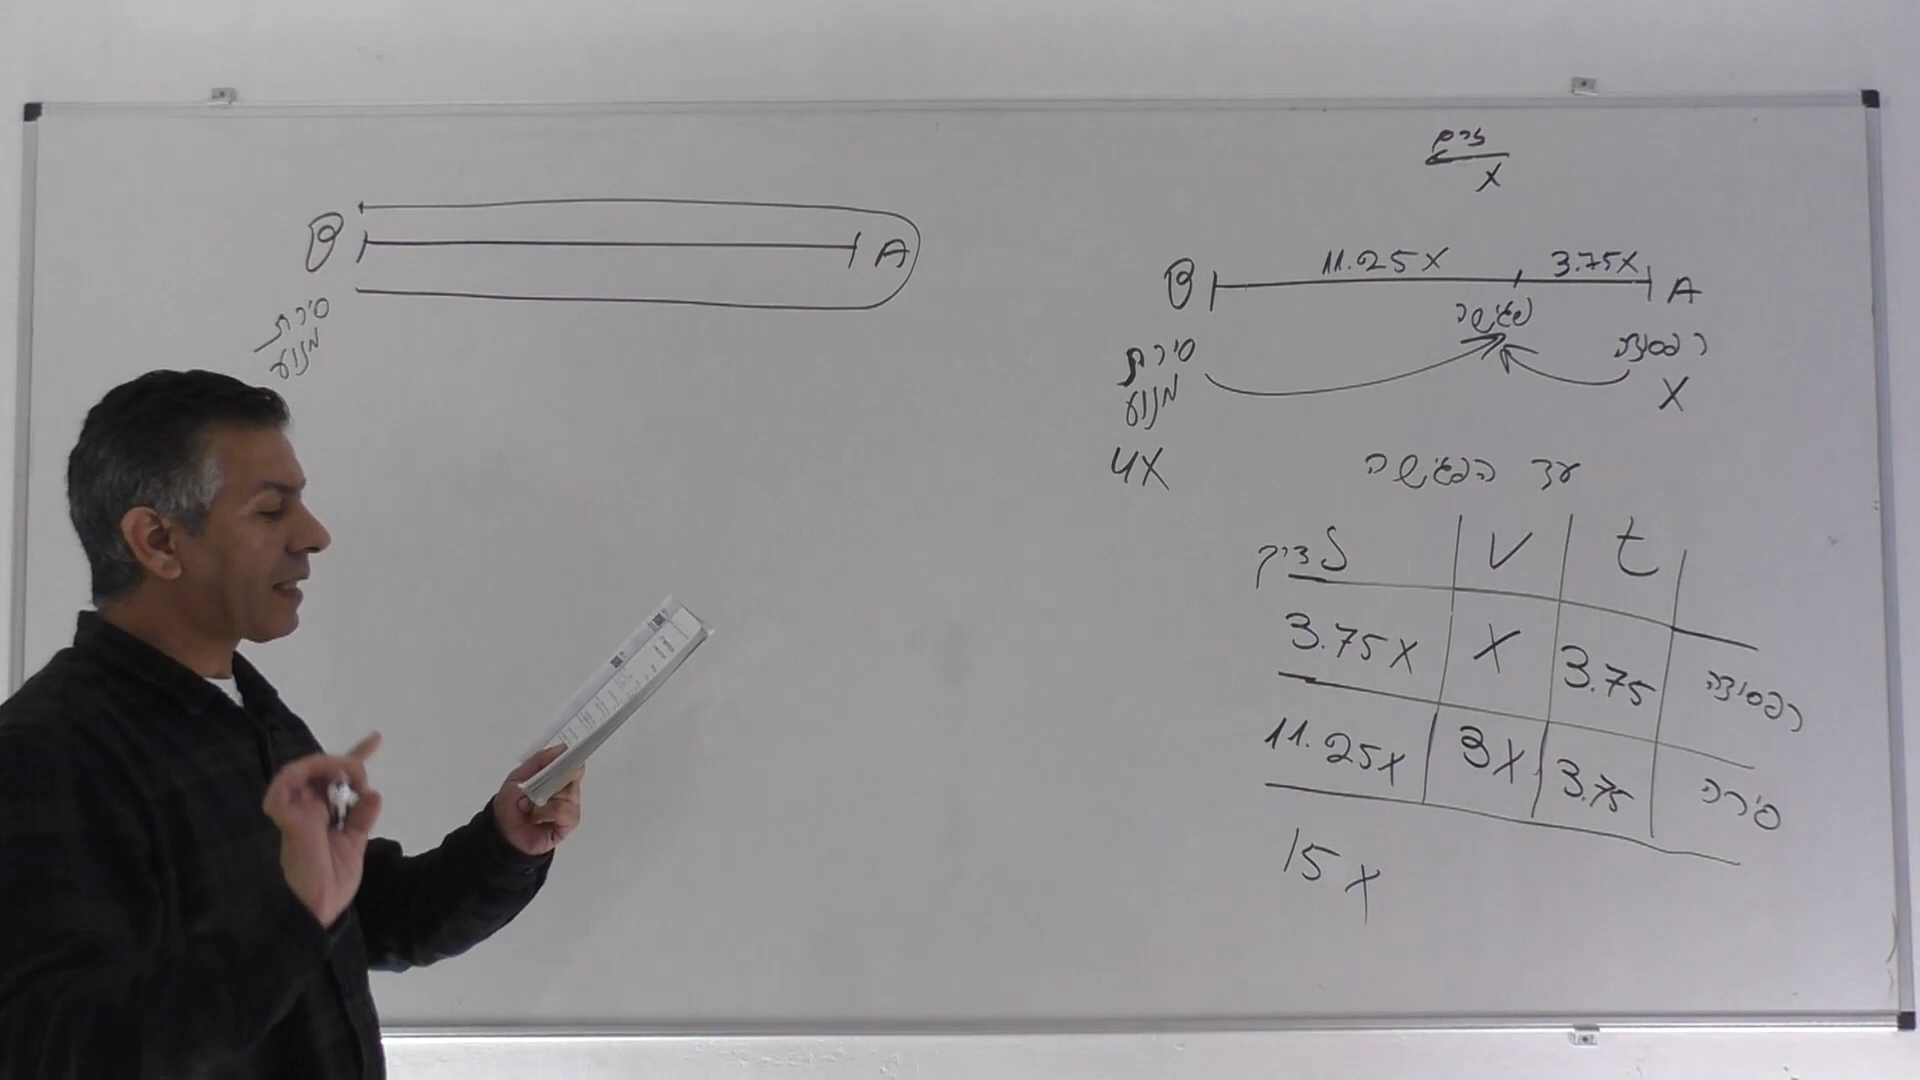 זרם
X
B A
סירת
מנוע
B 11.25X 3.75X A
פגישה
סירת
מנוע
4X
רפסודה
X
עד הפגישה
דרך V t
3.75X X 3.75 רפסודה
11.25X 3X 3.75 סירה
15X